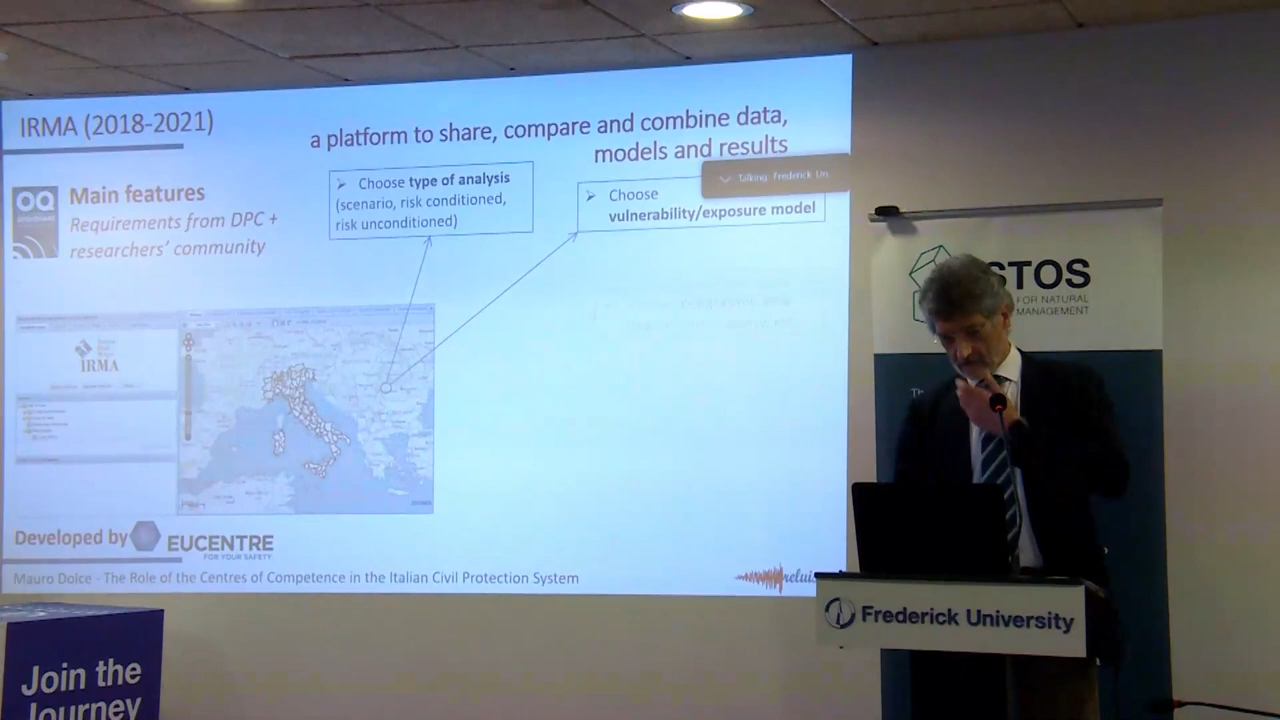 IRMA (2018-2021)
a platform to share, compare and combine data,
models and results
Main features
Requirements from DPC +
researchers' community
➢ Choose type of analysis
(scenario, risk conditioned,
risk unconditioned)
➢ Choose
vulnerability/exposure model
Talking: Frederick Un
IRMA
Developed by
EUCENTRE
FOR YOUR SAFETY.
Mauro Dolce - The Role of the Centres of Competence in the Italian Civil Protection System
reluis
STOS
FOR NATURAL
MANAGEMENT
Th
Frederick University
Join the
Journey